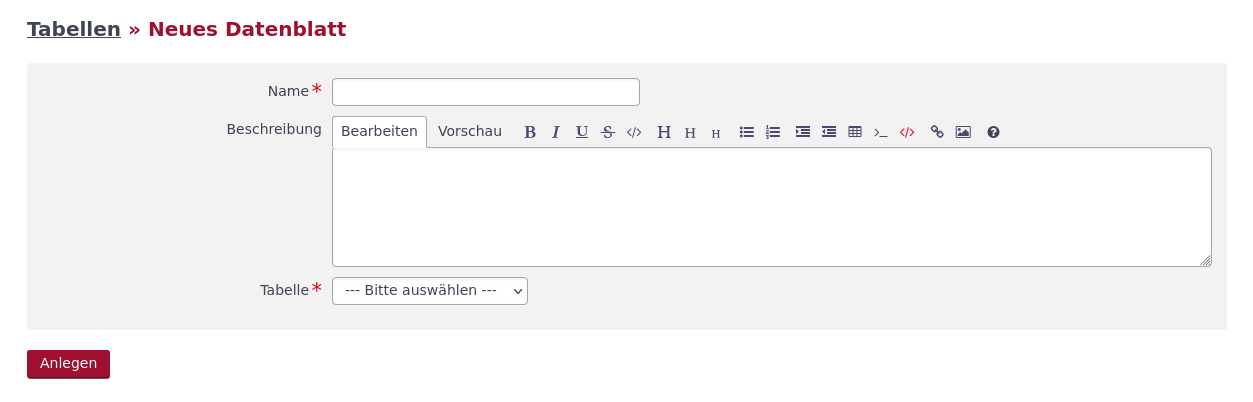 Tabellen » Neues Datenblatt
Name*
Beschreibung Bearbeiten Vorschau B I U S </> H H H >_ </> ?
Tabelle* --- Bitte auswählen ---
Anlegen